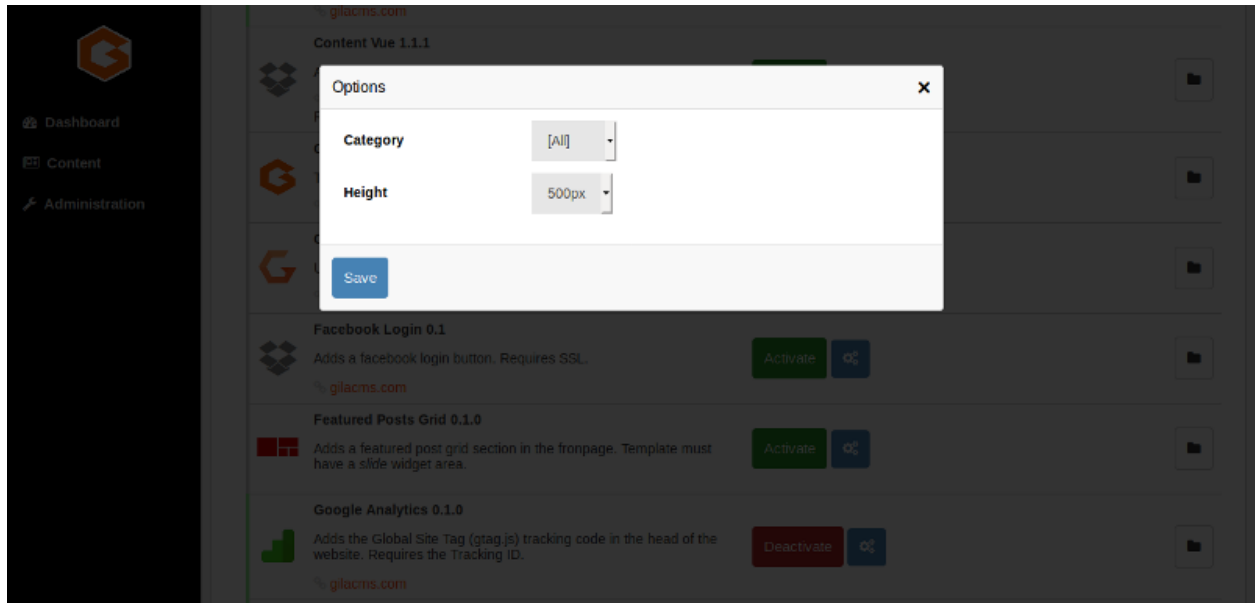 gilacms.com
Content Vue 1.1.1
Options
Dashboard
Category
[All]
Content
Height
500px
Administration
Save
Facebook Login 0.1
Adds a facebook login button. Requires SSL.
Activate
gilacms.com
Featured Posts Grid 0.1.0
Adds a featured post grid section in the fronpage. Template must
have a slide widget area.
Activate
Google Analytics 0.1.0
Adds the Global Site Tag (gtag.js) tracking code in the head of the
website. Requires the Tracking ID.
Deactivate
gilacms.com